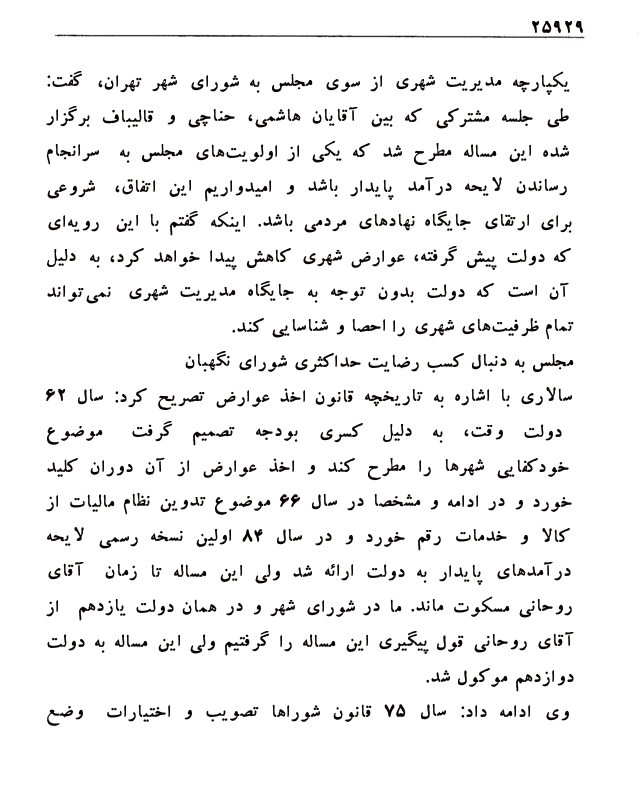 ۲۵۹۲۹
یکپارچه مدیریت شهری از سوی مجلس به شورای شهر تهران، گفت:
طی جلسه مشترکی که بین آقایان هاشمی، حناچی و قالیباف برگزار
شده این مساله مطرح شد که یکی از اولویت‌های مجلس به سرانجام
رساندن لایحه درآمد پایدار باشد و امیدواریم این اتفاق، شروعی
برای ارتقای جایگاه نهادهای مردمی باشد. اینکه گفتم با این رویه‌ای
که دولت پیش گرفته، عوارض شهری کاهش پیدا خواهد کرد، به دلیل
آن است که دولت بدون توجه به جایگاه مدیریت شهری نمی‌تواند
تمام ظرفیت‌های شهری را احصا و شناسایی کند.
مجلس به دنبال کسب رضایت حداکثری شورای نگهبان
سالاری با اشاره به تاریخچه قانون اخذ عوارض تصریح کرد: سال ۶۲
دولت وقت، به دلیل کسری بودجه تصمیم گرفت موضوع
خودکفایی شهرها را مطرح کند و اخذ عوارض از آن دوران کلید
خورد و در ادامه و مشخصا در سال ۶۶ موضوع تدوین نظام مالیات از
کالا و خدمات رقم خورد و در سال ۸۴ اولین نسخه رسمی لایحه
درآمدهای پایدار به دولت ارائه شد ولی این مساله تا زمان آقای
روحانی مسکوت ماند. ما در شورای شهر و در همان دولت یازدهم از
آقای روحانی قول پیگیری این مساله را گرفتیم ولی این مساله به دولت
دوازدهم موکول شد.
وی ادامه داد: سال ۷۵ قانون شوراها تصویب و اختیارات وضع